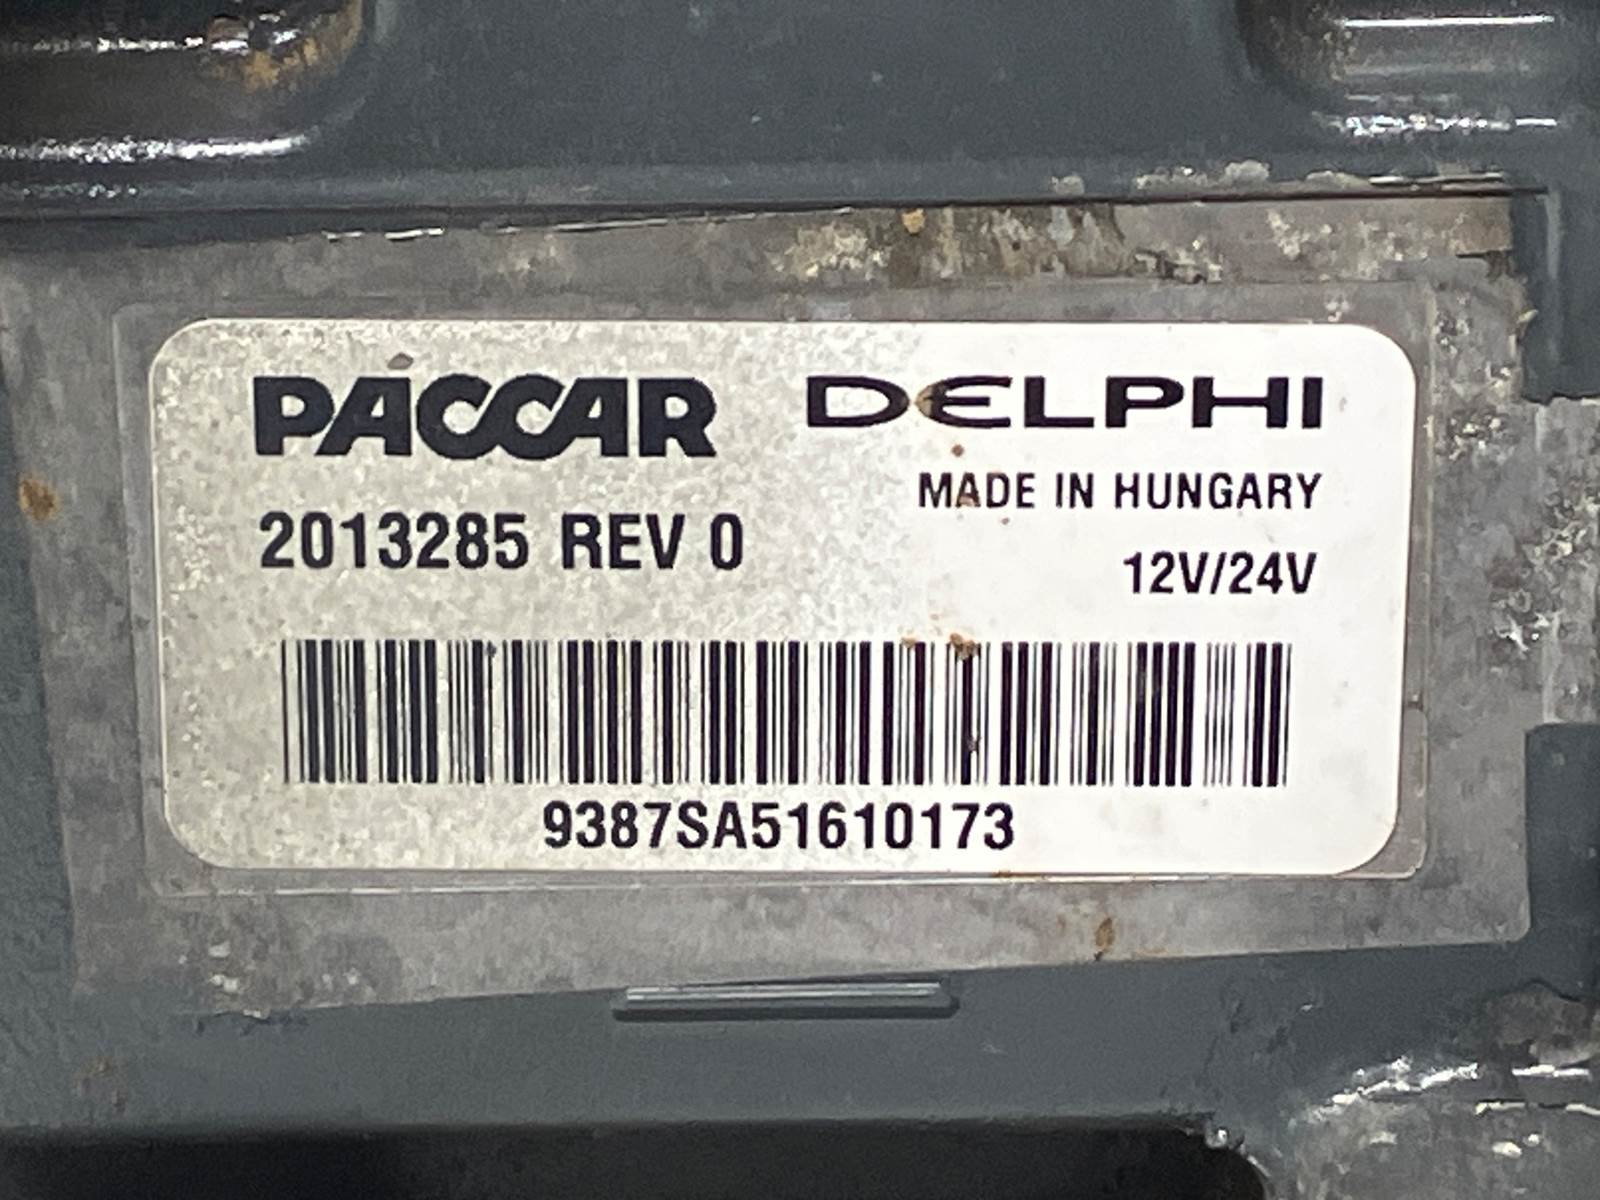 PACCAR DELPHI
MADE IN HUNGARY
2013285 REV 0
12V/24V
9387SA51610173